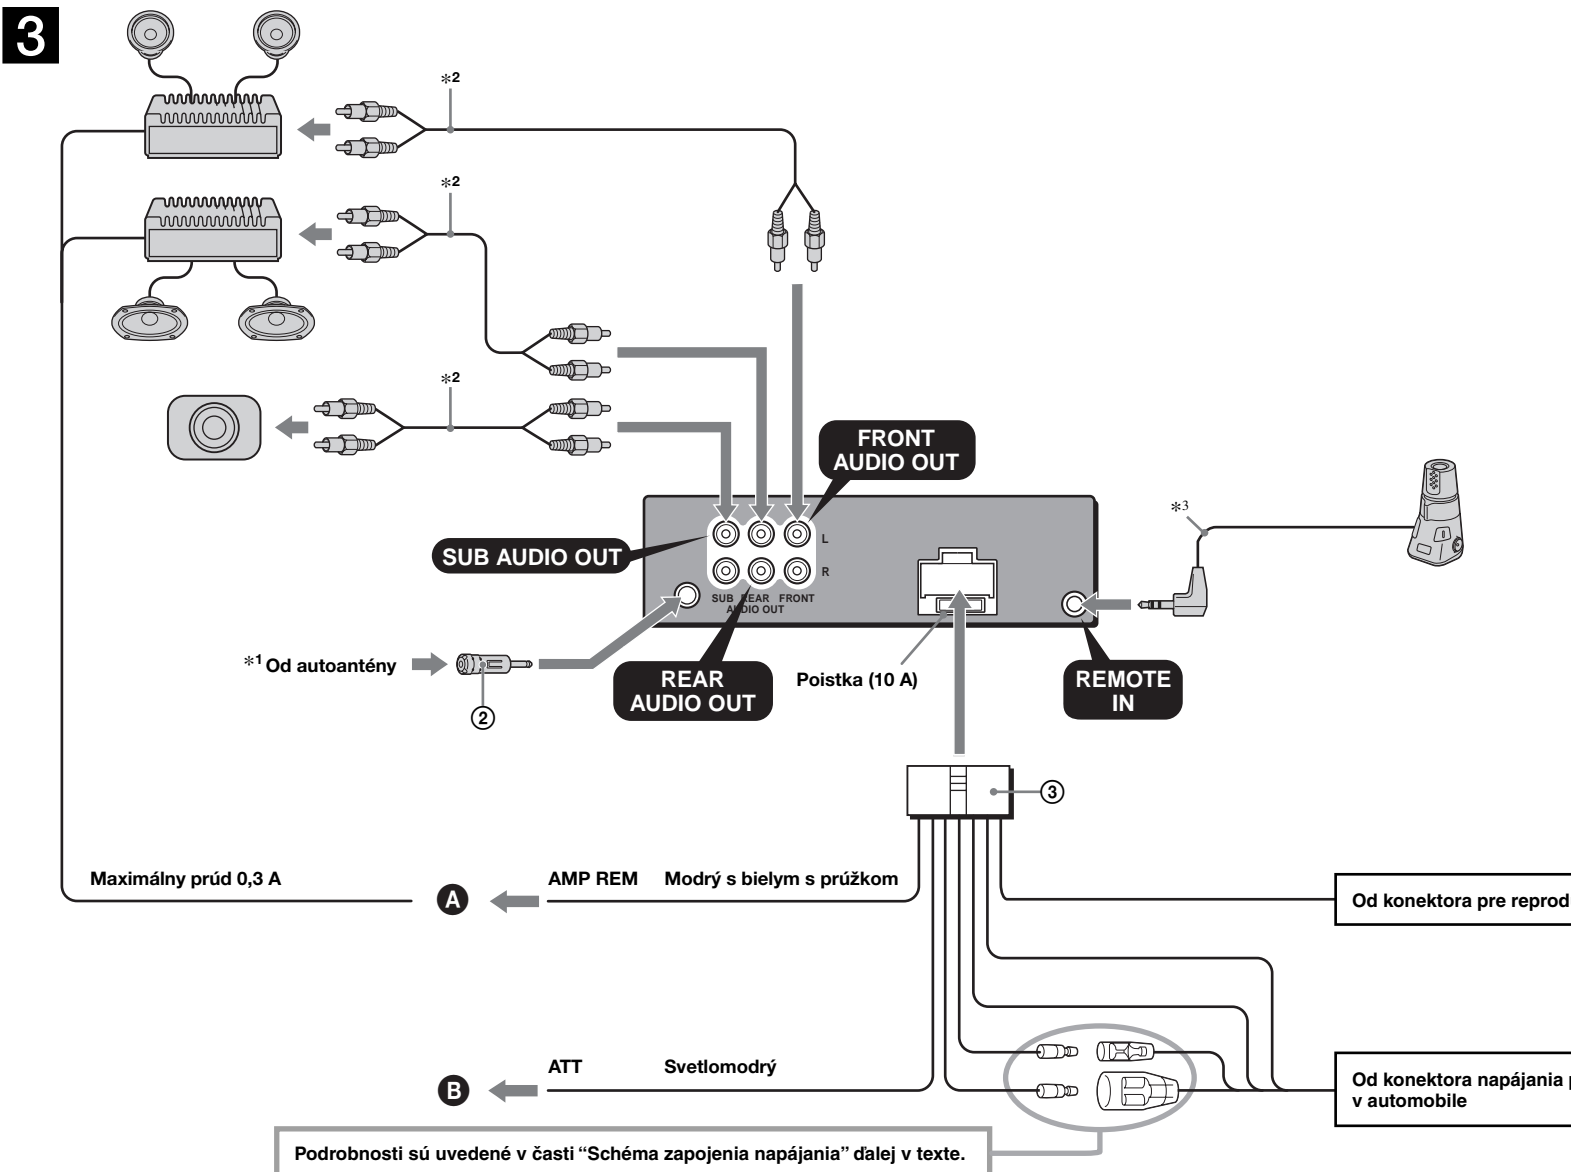 3
*2
*2
*2
FRONT
AUDIO OUT
*3
SUB AUDIO OUT
L
R
SUB REAR FRONT
AUDIO OUT
*1 Od autoantény
REAR
AUDIO OUT
Poistka (10 A)
REMOTE
IN
2
3
Maximálny prúd 0,3 A
A
AMP REM Modrý s bielym s prúžkom
Od konektora pre reprod
ATT Svetlomodrý
B
Od konektora napájania p
v automobile
Podrobnosti sú uvedené v časti “Schéma zapojenia napájania” ďalej v texte.